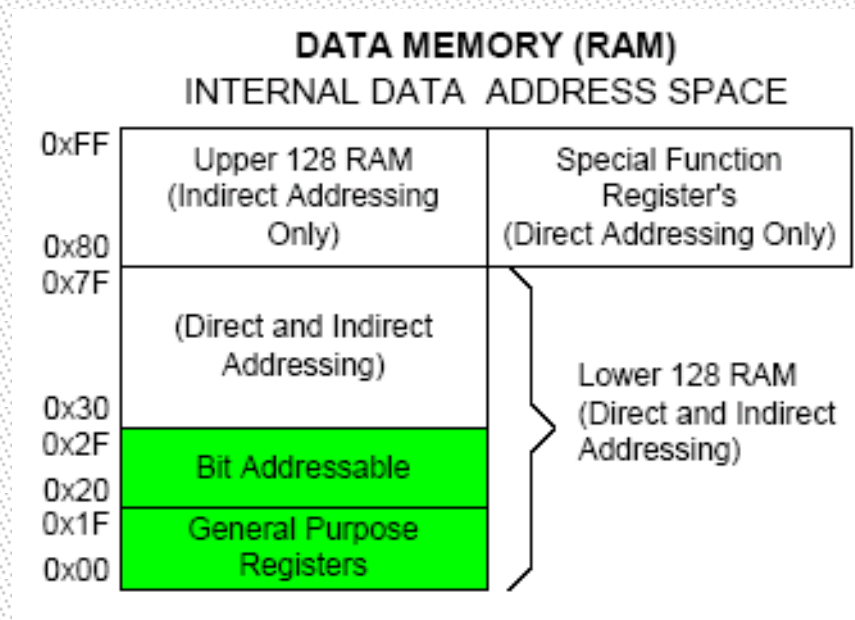 DATA MEMORY (RAM)
INTERNAL DATA ADDRESS SPACE
0xFF
Upper 128 RAM
(Indirect Addressing
Only)
Special Function
Register's
(Direct Addressing Only)
0x80
0x7F
(Direct and Indirect
Addressing)
Lower 128 RAM
(Direct and Indirect
Addressing)
0x30
0x2F
Bit Addressable
0x20
0x1F
General Purpose
Registers
0x00